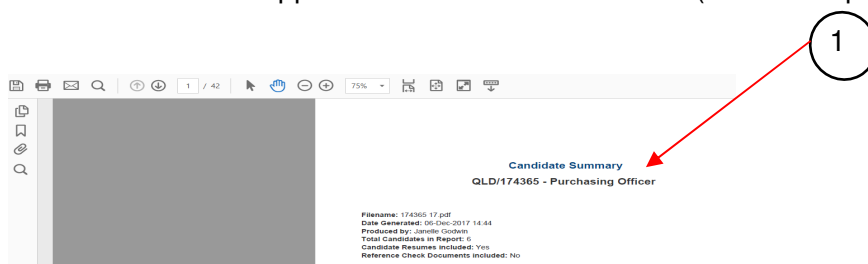 1
1 / 42
75%
Candidate Summary
QLD/174365 - Purchasing Officer
Filename: 174365 17.pdf
Date Generated: 06-Dec-2017 14:44
Produced by: Janelle Godwin
Total Candidates in Report: 6
Candidate Resumes included: Yes
Reference Check Documents included: No